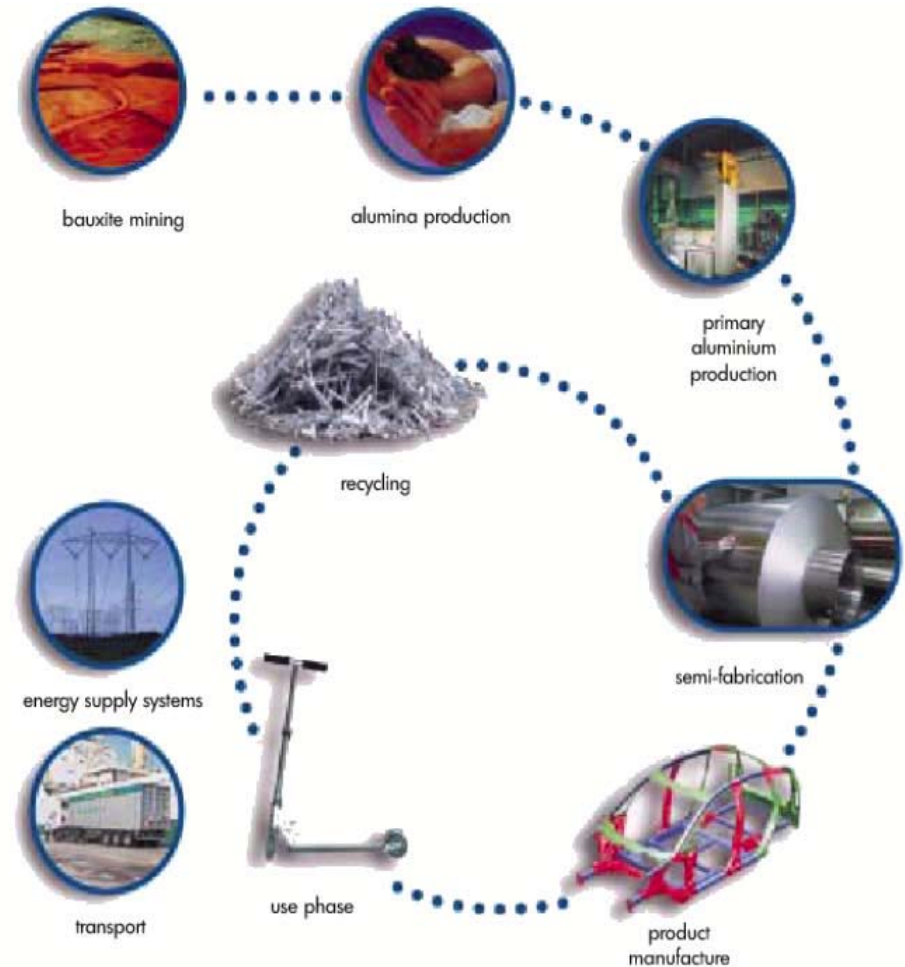 bauxite mining
alumina production
primary
aluminium
production
recycling
energy supply systems
semi-fabrication
transport
use phase
product
manufacture